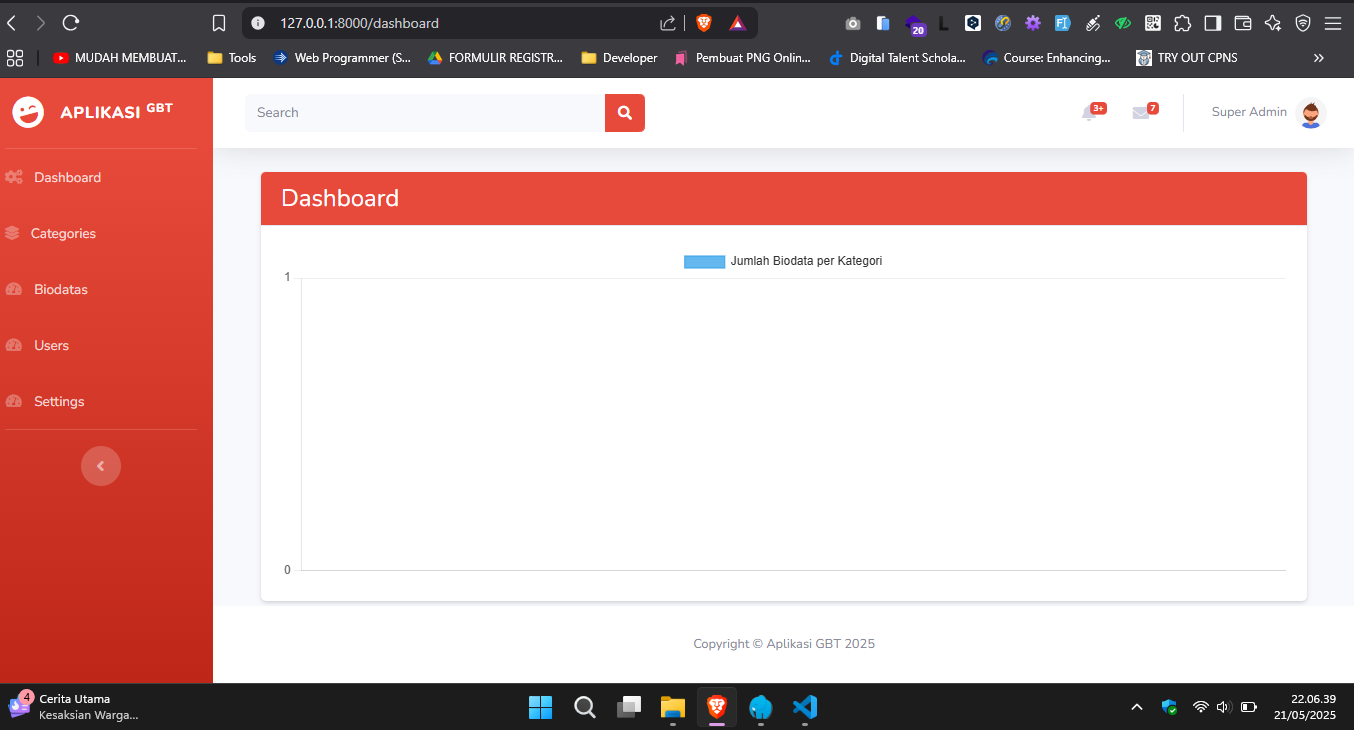 127.0.0.1:8000/dashboard
20
MUDAH MEMBUAT...
Tools
Web Programmer (S...
FORMULIR REGISTR...
Developer
Pembuat PNG Onlin...
Digital Talent Schola...
Course: Enhancing...
TRY OUT CPNS
APLIKASI GBT
Search
3+
7
Super Admin
Dashboard
Categories
Biodatas
Users
Settings
Dashboard
Jumlah Biodata per Kategori
1
0
Copyright © Aplikasi GBT 2025
4
Cerita Utama
Kesaksian Warga...
22.06.39
21/05/2025